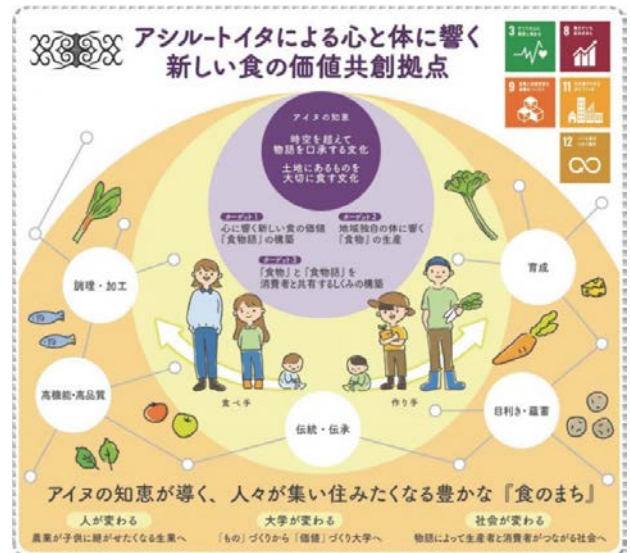 アシㇽートイタによる心と体に響く
新しい食の価値共創拠点
3
8
9
11
12
アイヌの知恵
時空を超えて
物語を口承する文化
土地にあるものを
大切に食す文化
ターゲット1
心に響く新しい食の価値
『食物語』の構築
ターゲット2
地域独自の体に響く
『食物』の生産
ターゲット3
『食物』と『食物語』を
消費者と共有するしくみの構築
調理・加工
育成
高機能・高品質
食べ手
作り手
伝統・伝承
目利き・蘊蓄
アイヌの知恵が導く、人々が集い住みたくなる豊かな『食のまち』
人が変わる
農業が子供に継がせたくなる生業へ
大学が変わる
「もの」づくりから「価値」づくり大学へ
社会が変わる
物語によって生産者と消費者がつながる社会へ